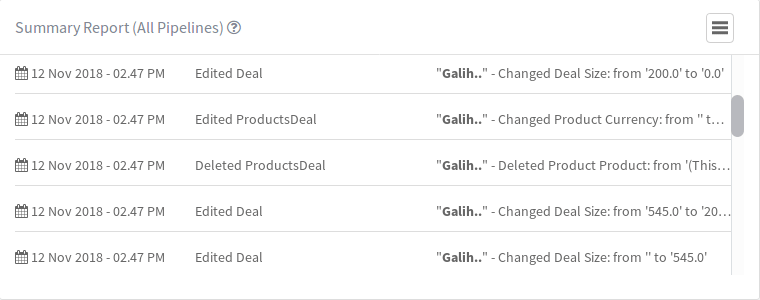 Summary Report (All Pipelines)
12 Nov 2018 - 02.47 PM Edited Deal "Galih.." - Changed Deal Size: from '200.0' to '0.0'
12 Nov 2018 - 02.47 PM Edited ProductsDeal "Galih.." - Changed Product Currency: from '' t...
12 Nov 2018 - 02.47 PM Deleted ProductsDeal "Galih.." - Deleted Product Product: from '(This...
12 Nov 2018 - 02.47 PM Edited Deal "Galih.." - Changed Deal Size: from '545.0' to '20...
12 Nov 2018 - 02.47 PM Edited Deal "Galih.." - Changed Deal Size: from '' to '545.0'